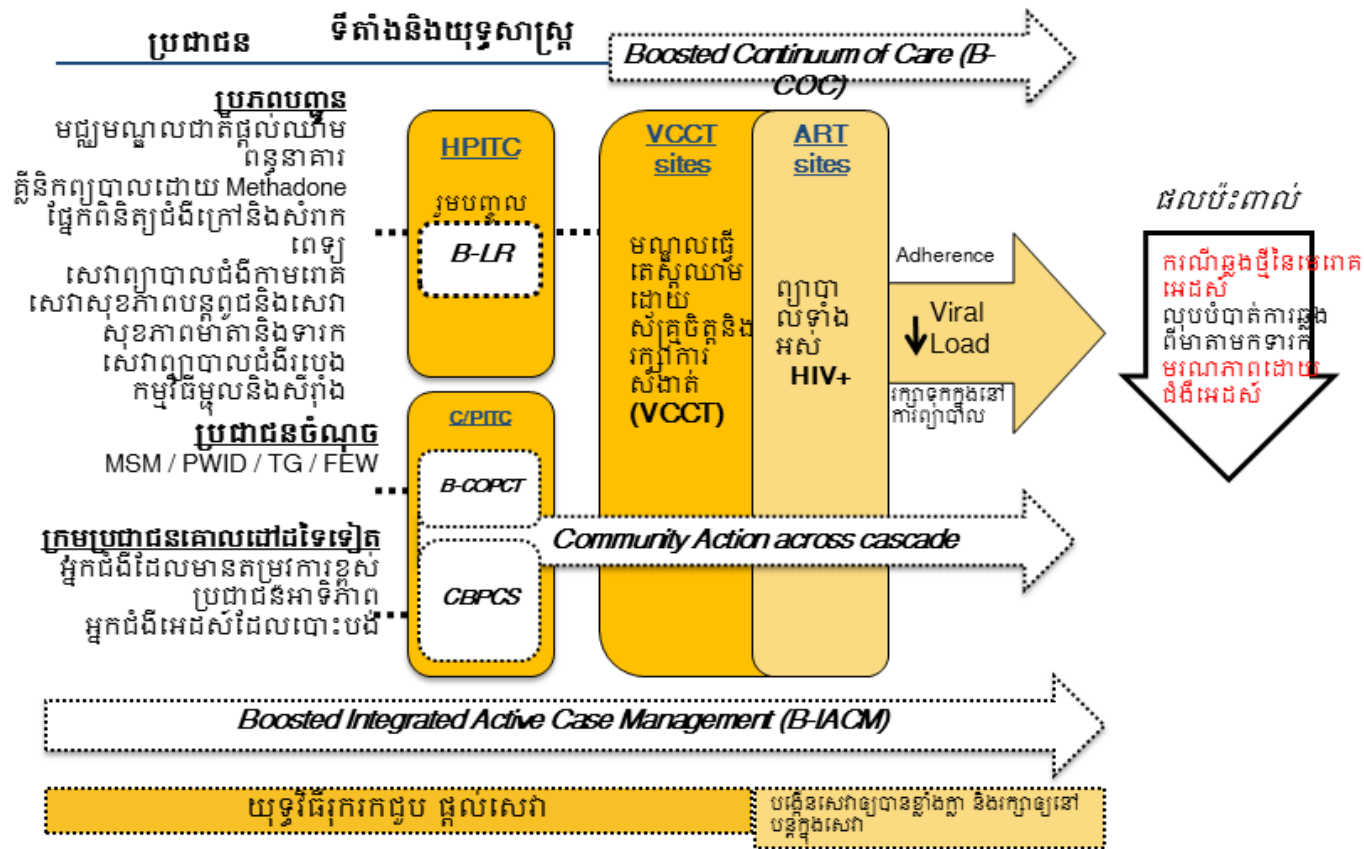 ប្រជាជន
ទីតាំងនិងយុទ្ធសាស្ត្រ
Boosted Continuum of Care (B-
COC)
ប្រភពបញ្ជូន
មជ្ឈមណ្ឌលជាតិផ្តល់ឈាម
ពន្ធនាគារ
គ្លីនិកព្យបាលដោយ Methadone
ផ្នែកពិនិត្យជំងឺក្រៅនិងសំរាក
ពេទ្យ
សេវាព្យាបាលជំងឺកាមរោគ
សេវាសុខភាពបន្តពូជនិងសេវា
សុខភាពមាតានិងទារក
សេវាព្យាបាលជំងឺរបេង
កម្មវិធីម្ជុលនិងស៊ីរ៉ាំង
ប្រជាជនចំណុច
MSM / PWID / TG / FEW
ក្រុមប្រជាជនគោលដៅដទៃទៀត
អ្នកជំងឺដែលមានតម្រូវការខ្ពស់
ប្រជាជនអាទិភាព
អ្នកជំងឺអេដស៍ដែលបោះបង់
HPITC
រួមបញ្ចូល
B-LR
C/PITC
B-COPCT
CBPCS
VCCT
sites
មណ្ឌលធ្វើ
តេស្តឈាម
ដោយ
ស័គ្រចិត្តនិង
រក្សាការ
សំងាត់
(VCCT)
ART
sites
ព្យាបា
លទាំង
អស់
HIV+
Adherence
Viral
Load
រក្សាទុកក្នុងនៅ
ការព្យាបាល
ផលប៉ះពាល់
ករណីឆ្លងថ្មីនៃមេរោគ
អេដស៍
លុបបំបាត់ការឆ្លង
ពីមាតាមកទារក
មរណភាពដោយ
ជំងឺអេដស៍
Community Action across cascade
Boosted Integrated Active Case Management (B-IACM)
យុទ្ធវិធីរុករកជួប ផ្តល់សេវា
បង្កើនសេវាឲ្យបានខ្លាំងក្លា និងរក្សាឲ្យនៅ
បន្តក្នុងសេវា